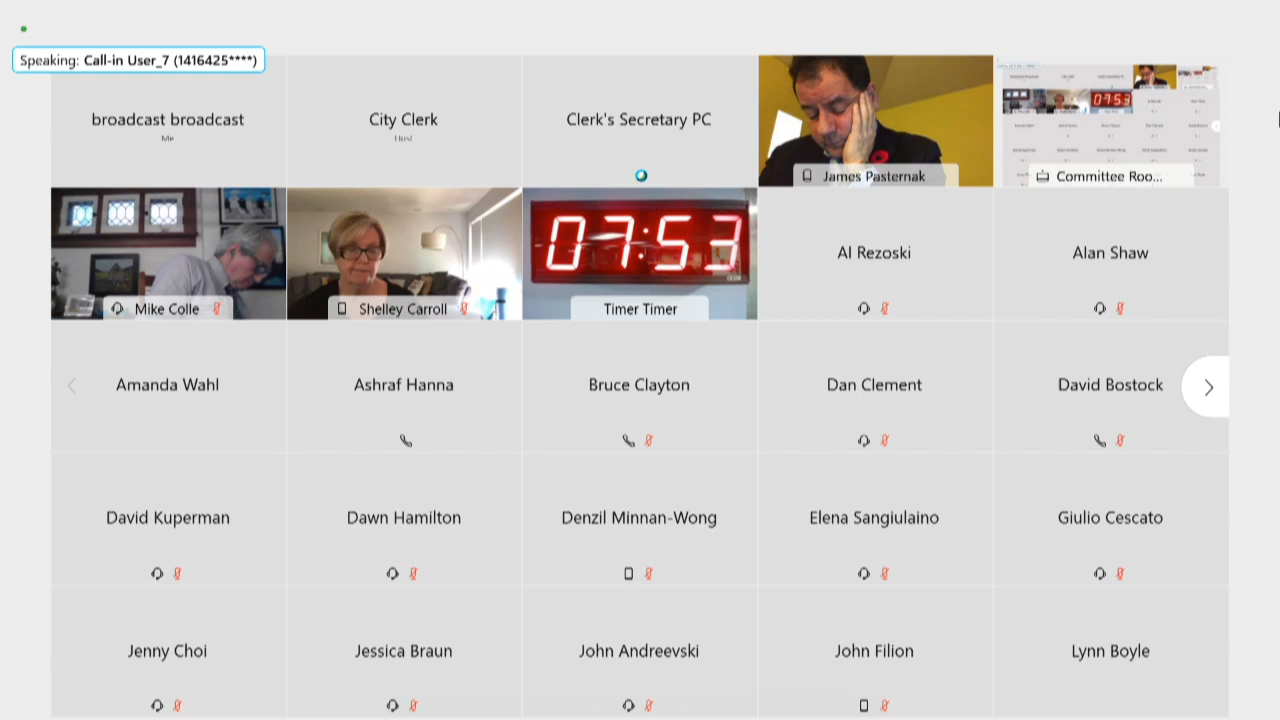 Speaking: Call-in User_7 (1416425****)
broadcast broadcast
Me
City Clerk
Host
Clerk's Secretary PC
James Pasternak
Committee Roo...
Mike Colle
Shelley Carroll
07:53
Timer Timer
Al Rezoski
Alan Shaw
Amanda Wahl
Ashraf Hanna
Bruce Clayton
Dan Clement
David Bostock
David Kuperman
Dawn Hamilton
Denzil Minnan-Wong
Elena Sangiulaino
Giulio Cescato
Jenny Choi
Jessica Braun
John Andreevski
John Filion
Lynn Boyle